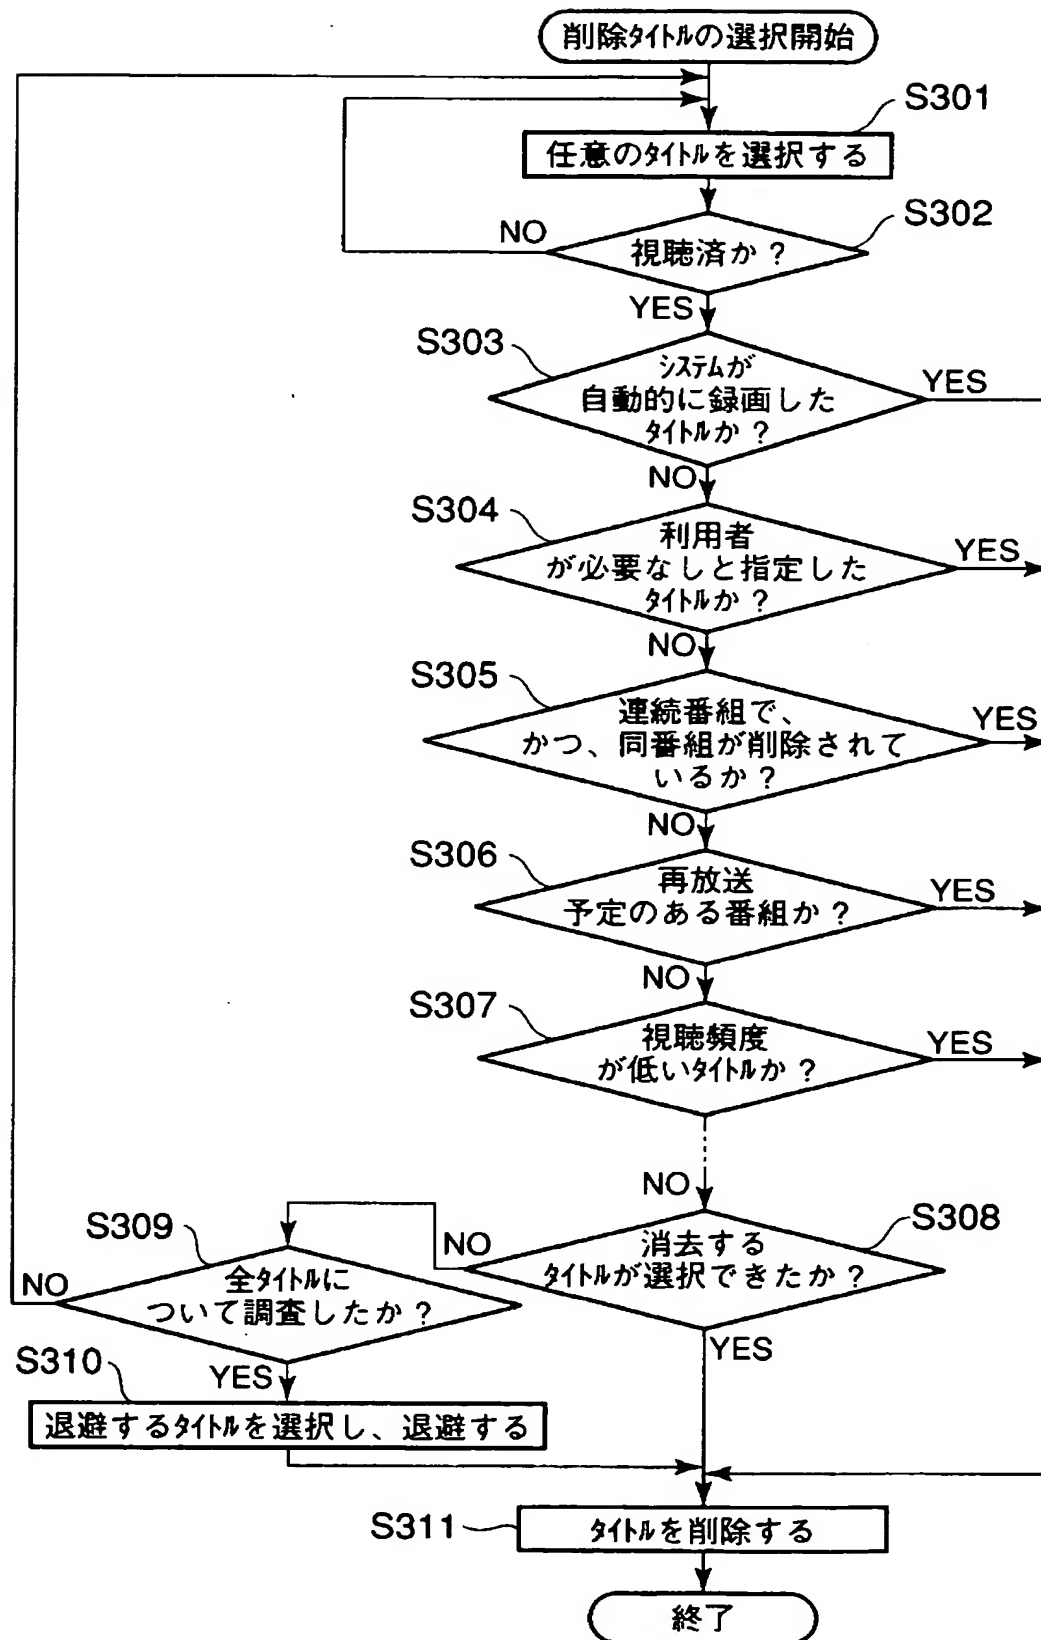 削除タイトルの選択開始
S301
任意のタイトルを選択する
S302
NO
視聴済か？
YES
S303
システムが
自動的に録画した
タイトルか？
YES
NO
S304
利用者
が必要なしと指定した
タイトルか？
YES
NO
S305
連続番組で、
かつ、同番組が削除されて
いるか？
YES
NO
S306
再放送
予定のある番組か？
YES
NO
S307
視聴頻度
が低いタイトルか？
YES
NO
S308
消去する
タイトルが選択できたか？
NO
YES
S309
全タイトルに
ついて調査したか？
NO
YES
S310
退避するタイトルを選択し、退避する
S311
タイトルを削除する
終了